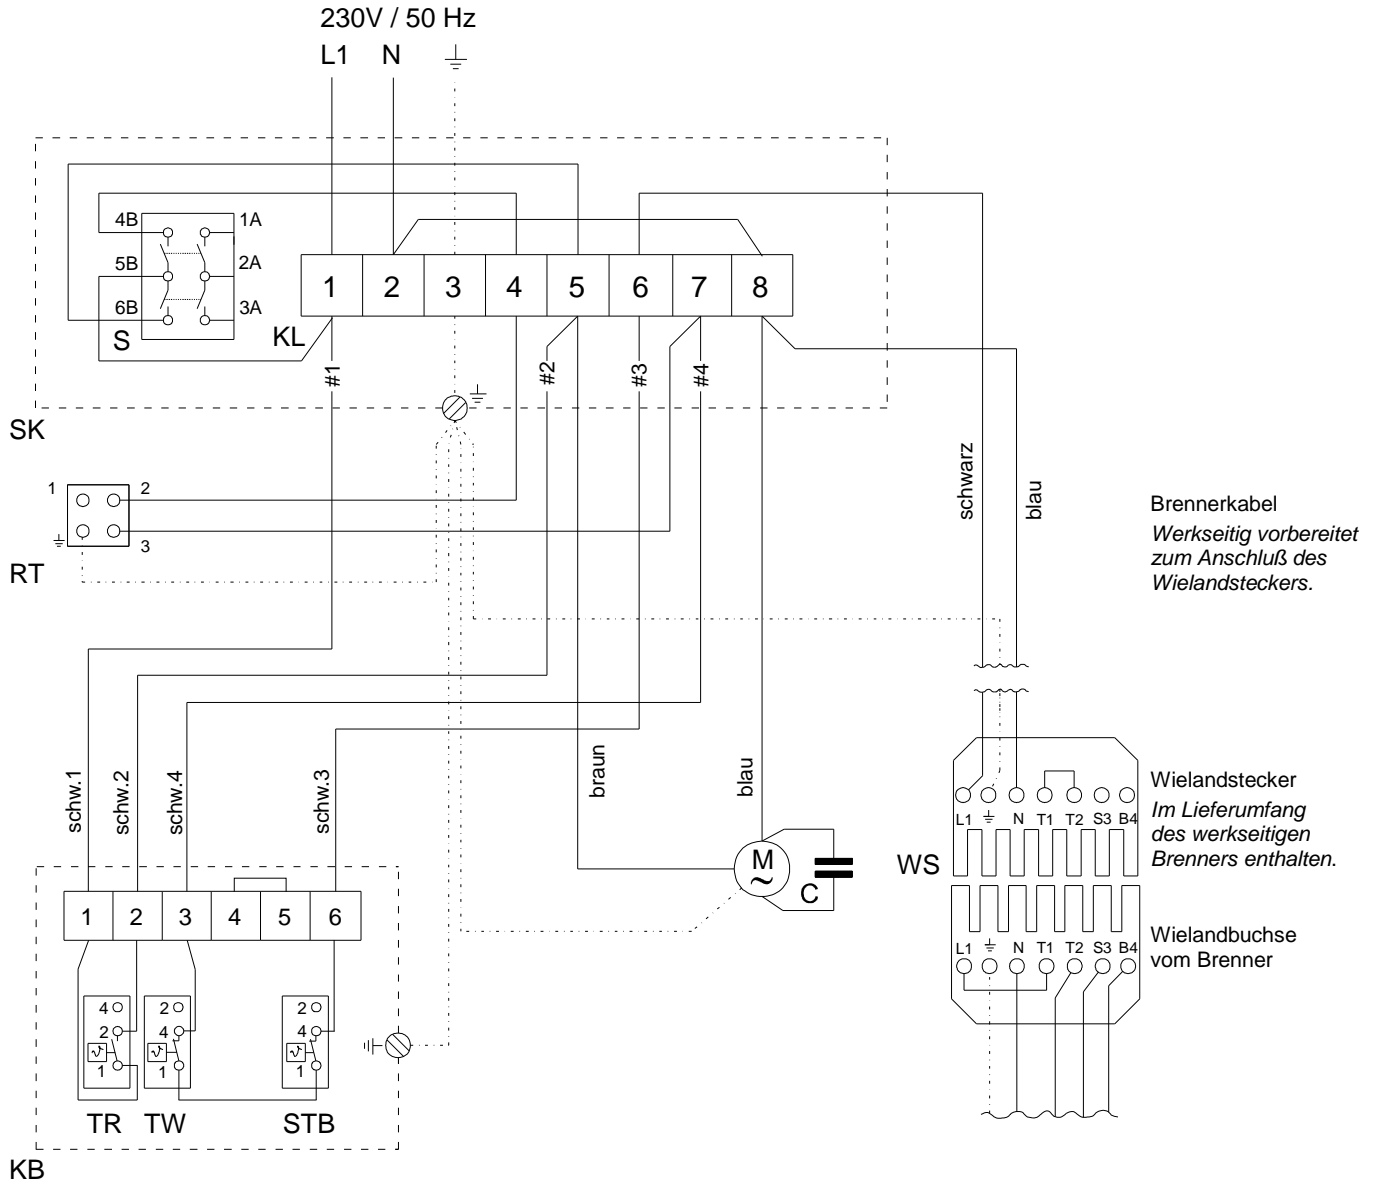 230V / 50 Hz
L1 N
4B 1A
5B 2A
6B 3A
S
KL
1 2 3 4 5 6 7 8
#1 #2 #3 #4
SK
schwarz
blau
1 2
3
RT
Brennerkabel
Werkseitig vorbereitet
zum Anschluß des
Wielandsteckers.
schw.1 schw.2 schw.4 schw.3
braun
blau
M
~
C
WS
L1 N T1 T2 S3 B4
Wielandstecker
Im Lieferumfang
des werkseitigen
Brenners enthalten.
L1 N T1 T2 S3 B4
Wielandbuchse
vom Brenner
1 2 3 4 5 6
4 2 2
2 4 4
1 1 1
TR TW STB
KB